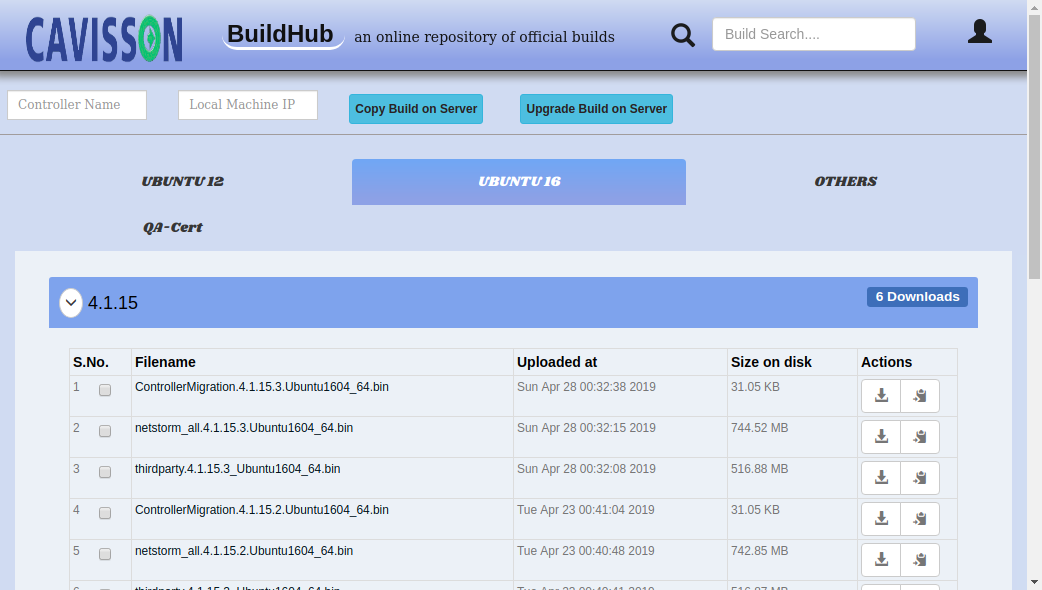 CAVISSON
BuildHub
an online repository of official builds
Build Search....
Controller Name
Local Machine IP
Copy Build on Server
Upgrade Build on Server
UBUNTU 12
UBUNTU 16
OTHERS
QA-Cert
4.1.15
6 Downloads
S.No. Filename Uploaded at Size on disk Actions
1 ControllerMigration.4.1.15.3.Ubuntu1604_64.bin Sun Apr 28 00:32:38 2019 31.05 KB
2 netstorm_all.4.1.15.3.Ubuntu1604_64.bin Sun Apr 28 00:32:15 2019 744.52 MB
3 thirdparty.4.1.15.3_Ubuntu1604_64.bin Sun Apr 28 00:32:08 2019 516.88 MB
4 ControllerMigration.4.1.15.2.Ubuntu1604_64.bin Tue Apr 23 00:41:04 2019 31.05 KB
5 netstorm_all.4.1.15.2.Ubuntu1604_64.bin Tue Apr 23 00:40:48 2019 742.85 MB